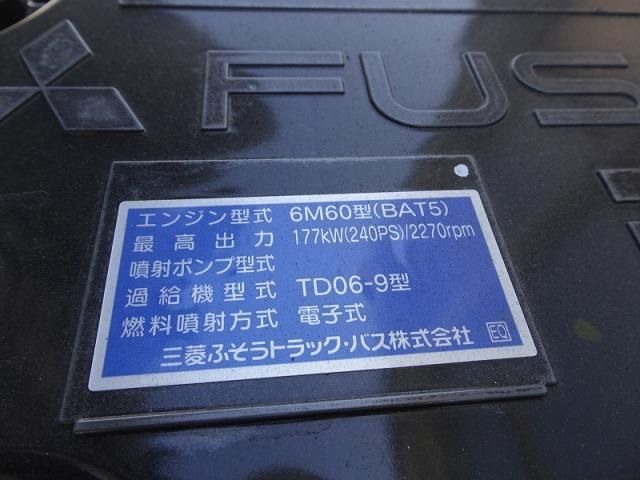 FUS
エンジン型式 6M60型(BAT5)
最高出力 177kW(240PS)/2270rpm
噴射ポンプ型式
過給機型式 TD06-9型
燃料噴射方式 電子式
三菱ふそうトラック・バス株式会社 EQ